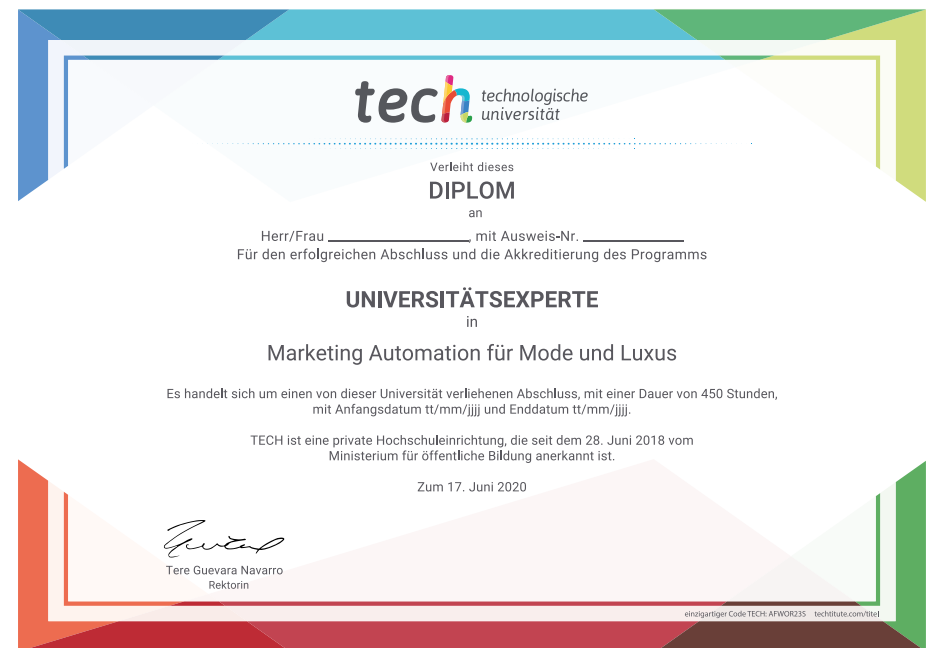 tech technologische
universität
Verleiht dieses
DIPLOM
an
Herr/Frau ____________________, mit Ausweis-Nr. ______________
Für den erfolgreichen Abschluss und die Akkreditierung des Programms
UNIVERSITÄTSEXPERTE
in
Marketing Automation für Mode und Luxus
Es handelt sich um einen von dieser Universität verliehenen Abschluss, mit einer Dauer von 450 Stunden,
mit Anfangsdatum tt/mm/jjjj und Enddatum tt/mm/jjjj.
TECH ist eine private Hochschuleinrichtung, die seit dem 28. Juni 2018 vom
Ministerium für öffentliche Bildung anerkannt ist.
Zum 17. Juni 2020
Tere Guevara Navarro
Rektorin
einzigartiger Code TECH: AFWOR23S techtitute.com/titel